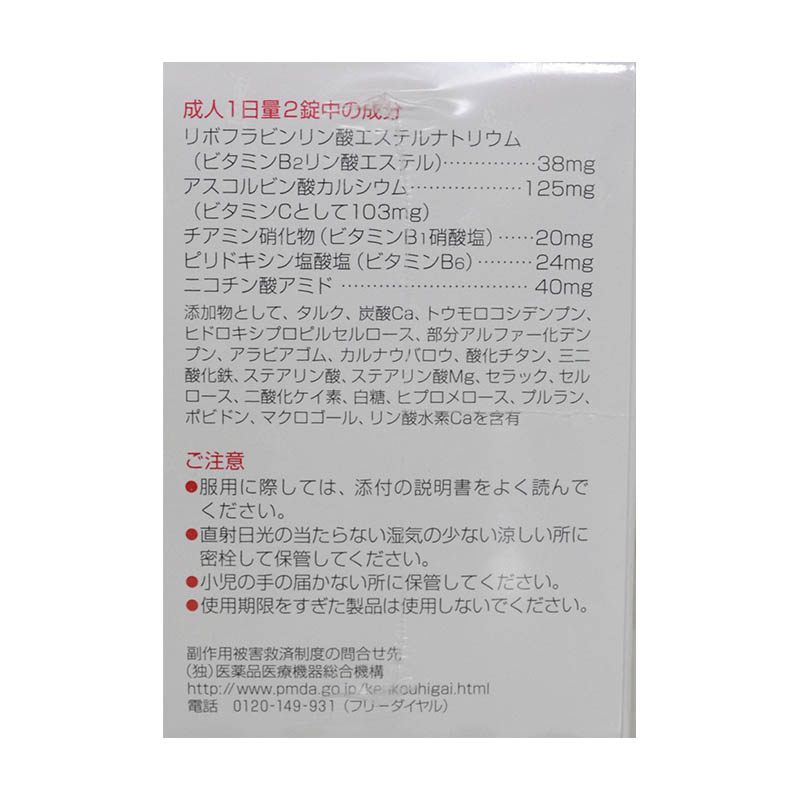 成人1日量2錠中の成分
リボフラビンリン酸エステルナトリウム
(ビタミンB2リン酸エステル)…………… 38mg
アスコルビン酸カルシウム……………… 125mg
(ビタミンCとして103mg)
チアミン硝化物(ビタミンB1硝酸塩)……20mg
ピリドキシン塩酸塩(ビタミンB6)……… 24mg
ニコチン酸アミド ………………………… 40mg
添加物として、タルク、炭酸Ca、トウモロコシデンプン、
ヒドロキシプロピルセルロース、部分アルファー化デン
プン、アラビアゴム、カルナウバロウ、酸化チタン、三二
酸化鉄、ステアリン酸、ステアリン酸Mg、セラック、セル
ロース、二酸化ケイ素、白糖、ヒプロメロース、プルラン、
ポビドン、マクロゴール、リン酸水素Caを含有
ご注意
●服用に際しては、添付の説明書をよく読んで
ください。
●直射日光の当たらない湿気の少ない涼しい所に
密栓して保管してください。
●小児の手の届かない所に保管してください。
●使用期限をすぎた製品は使用しないでください。
副作用被害救済制度の問合せ先
(独)医薬品医療機器総合機構
http://www.pmda.go.jp/kenkouhigai.html
電話 0120-149-931(フリーダイヤル)